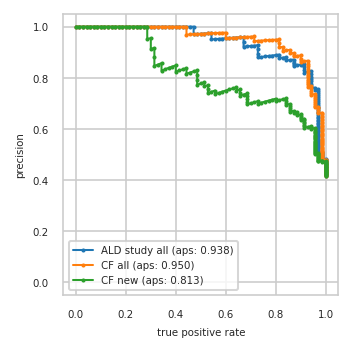 1.0
0.8
0.6
0.4
0.2
0.0
precision
ALD study all (aps: 0.938)
CF all (aps: 0.950)
CF new (aps: 0.813)
0.0 0.2 0.4 0.6 0.8 1.0
true positive rate